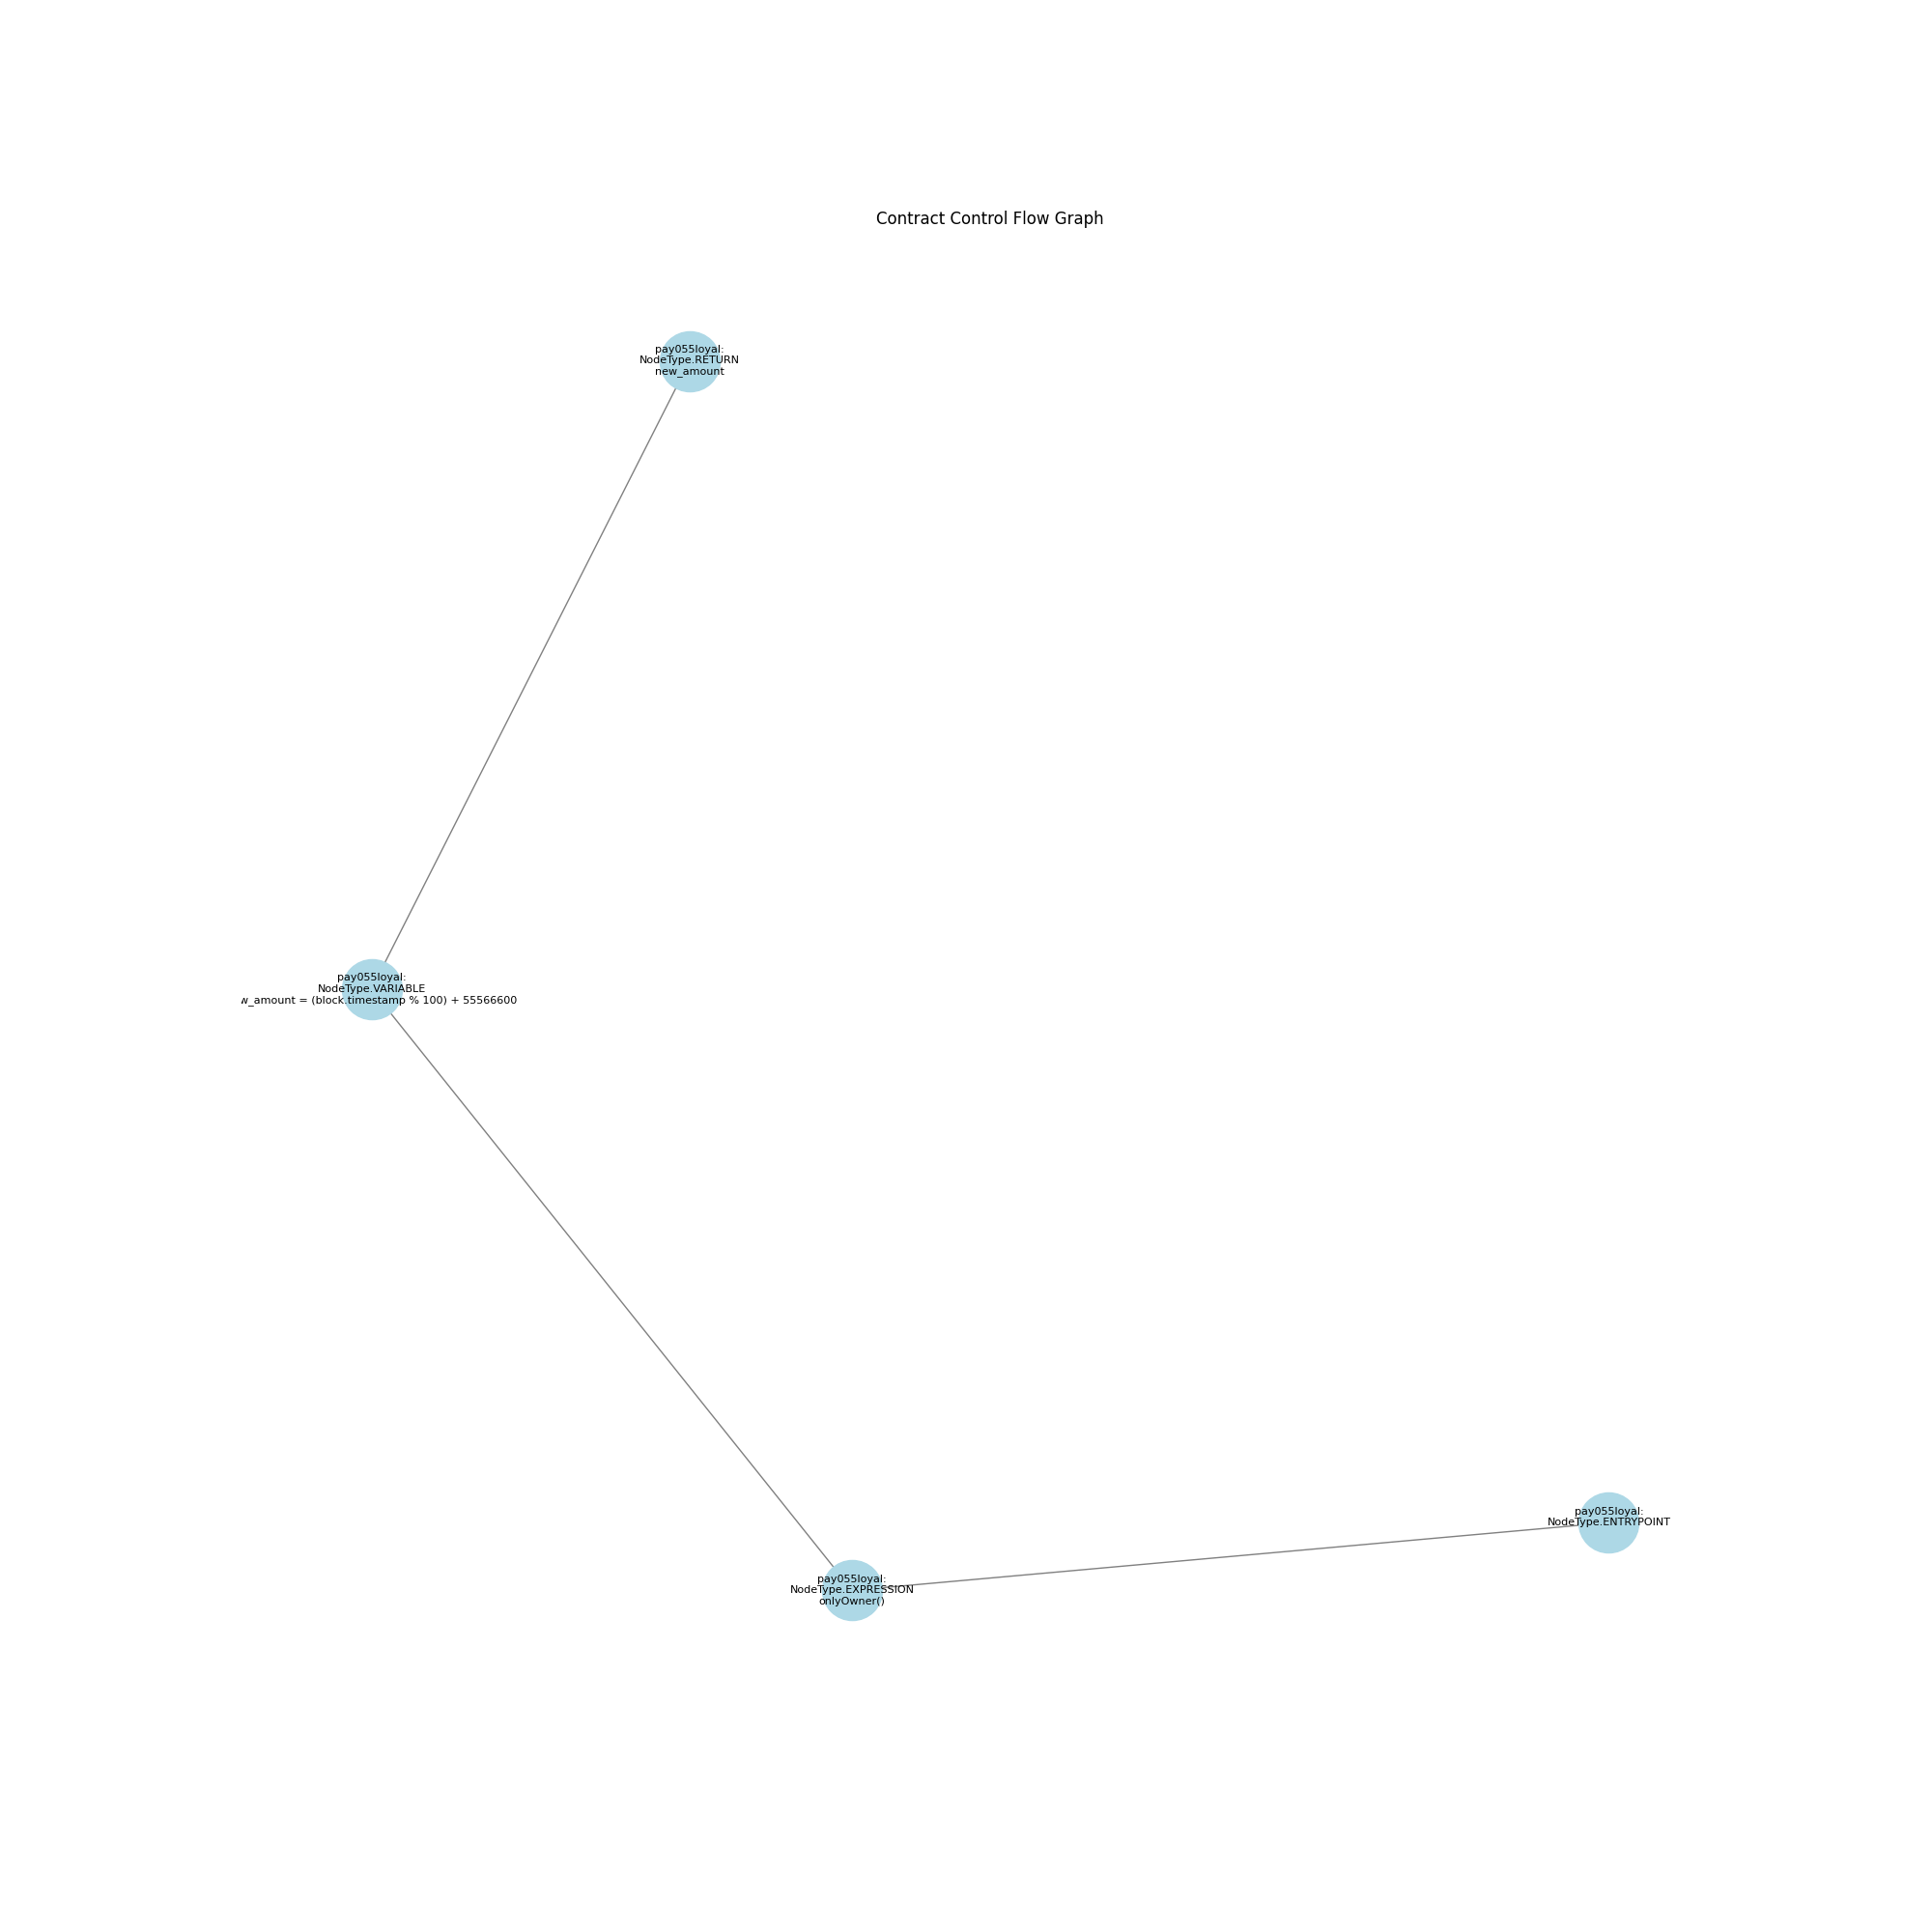 Contract Control Flow Graph
pay055loyal:
NodeType.RETURN
new_amount
pay055loyal:
NodeType.VARIABLE
w_amount = (block.timestamp % 100) + 55566600
pay055loyal:
NodeType.ENTRYPOINT
pay055loyal:
NodeType.EXPRESSION
onlyOwner()